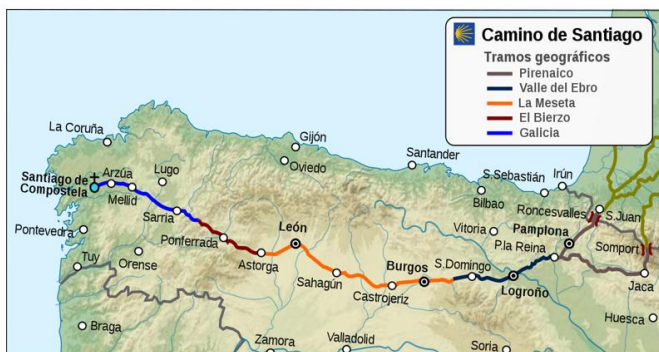 Camino de Santiago
Tramos geográficos
Pirenaico
Valle del Ebro
La Meseta
El Bierzo
Galicia
La Coruña
Gijón
Oviedo
Santander
Santiago de
Compostela
Arzúa
Mellid
Lugo
Sarria
S.Sebastián
Irún
Bilbao
Roncesvalles
S.Juan
Pontevedra
Ponferrada
León
Vitoria
Pamplona
P.la Reina
Somport
Tuy
Orense
Astorga
Sahagún
Burgos
Castrojeriz
S.Domingo
Logroño
Jaca
Huesca
Braga
Zamora
Valladolid
Soria